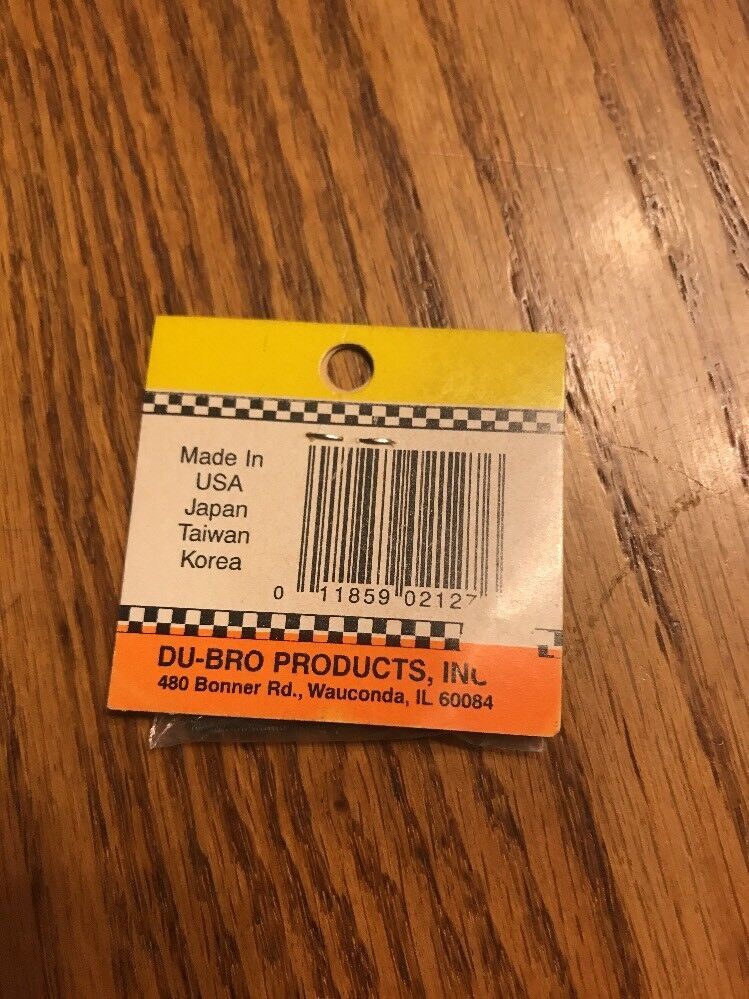 Made In
USA
Japan
Taiwan
Korea
0 11859 02127
DU-BRO PRODUCTS, INC
480 Bonner Rd., Wauconda, IL 60084